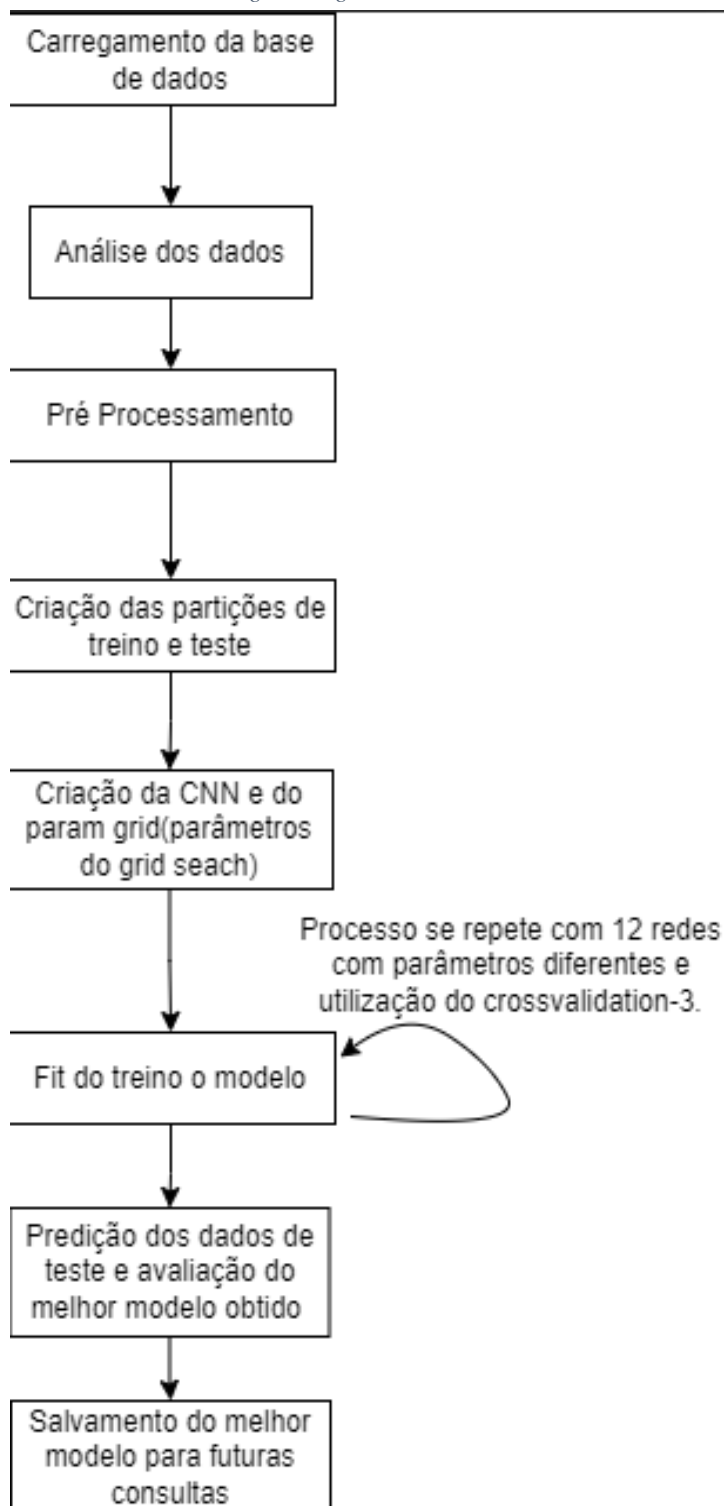 Carregamento da base
de dados
Análise dos dados
Pré Processamento
Criação das partições de
treino e teste
Criação da CNN e do
param grid(parâmetros
do grid seach)
Processo se repete com 12 redes
com parâmetros diferentes e
utilização do crossvalidation-3.
Fit do treino o modelo
Predição dos dados de
teste e avaliação do
melhor modelo obtido
Salvamento do melhor
modelo para futuras
consultas